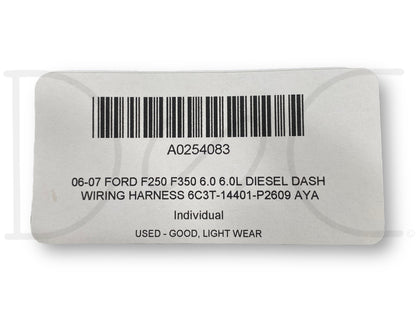 A0254083
06-07 FORD F250 F350 6.0 6.0L DIESEL DASH
WIRING HARNESS 6C3T-14401-P2609 AYA
Individual
USED - GOOD, LIGHT WEAR